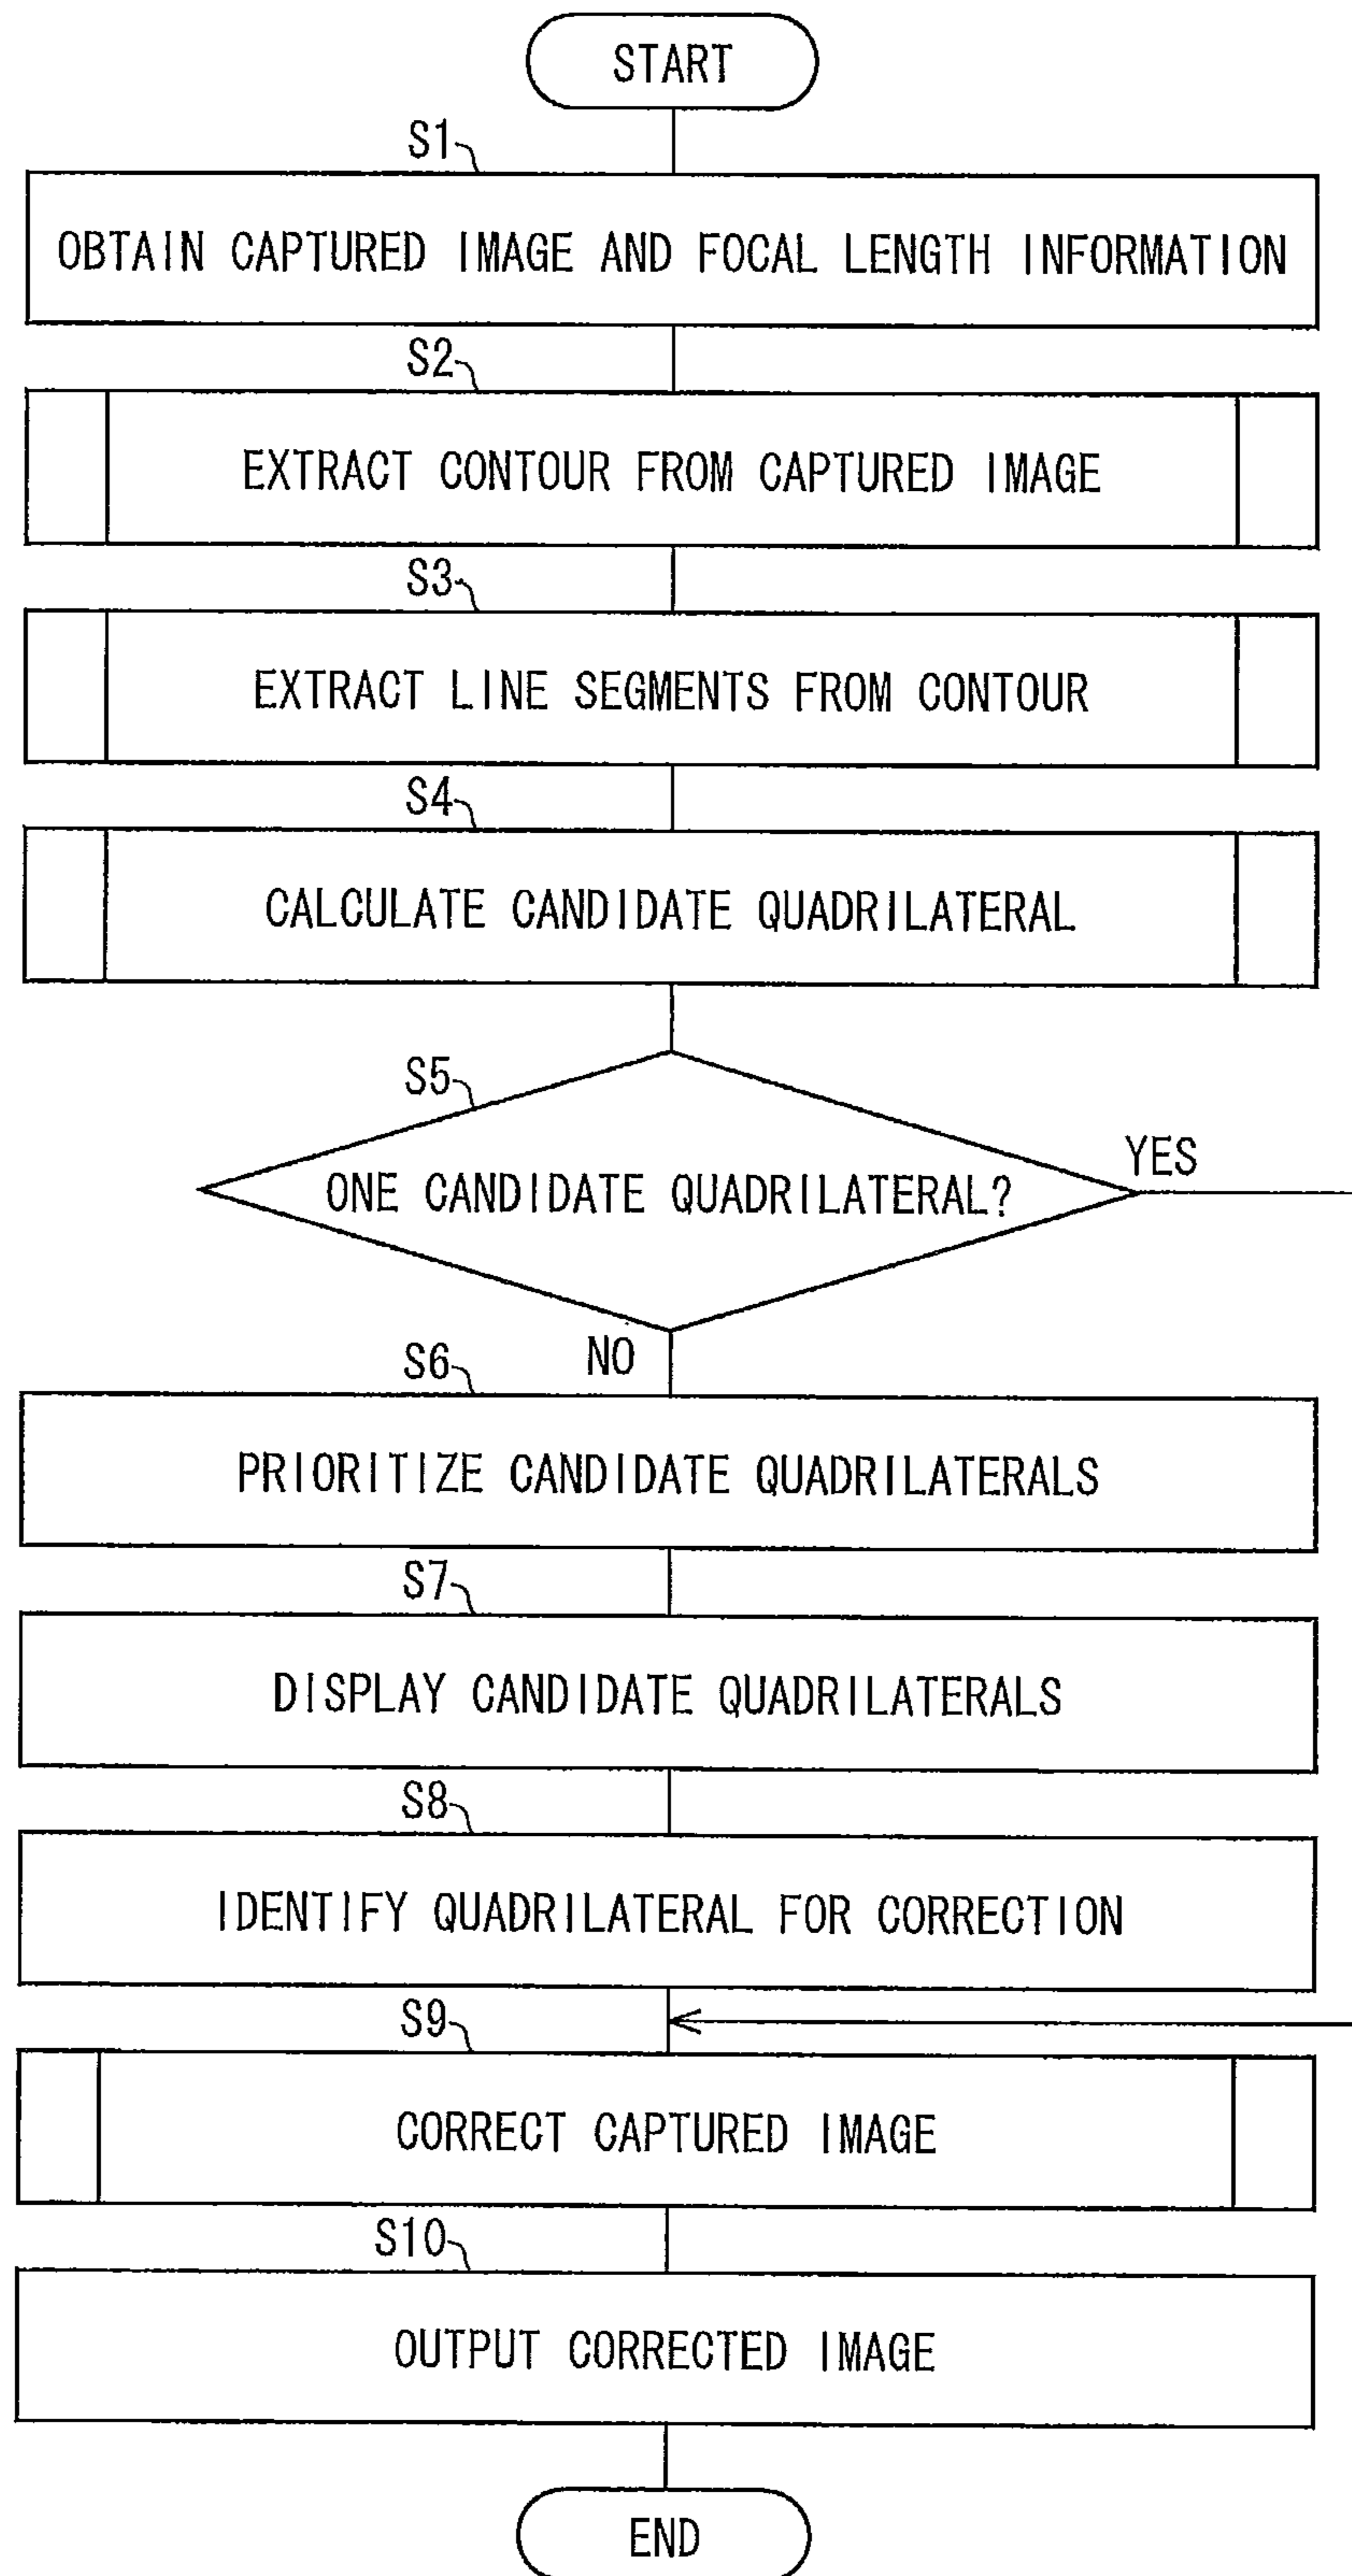 START
S1
OBTAIN CAPTURED IMAGE AND FOCAL LENGTH INFORMATION
S2
EXTRACT CONTOUR FROM CAPTURED IMAGE
S3
EXTRACT LINE SEGMENTS FROM CONTOUR
S4
CALCULATE CANDIDATE QUADRILATERAL
S5
ONE CANDIDATE QUADRILATERAL?
YES
NO
S6
PRIORITIZE CANDIDATE QUADRILATERALS
S7
DISPLAY CANDIDATE QUADRILATERALS
S8
IDENTIFY QUADRILATERAL FOR CORRECTION
S9
CORRECT CAPTURED IMAGE
S10
OUTPUT CORRECTED IMAGE
END